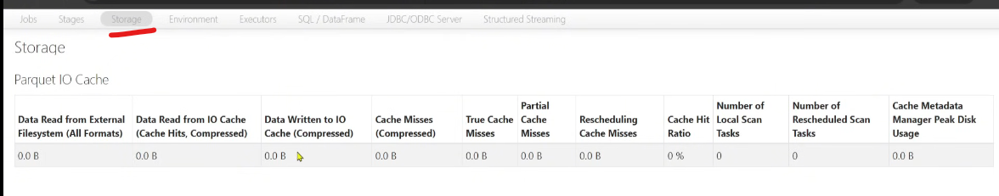 Jobs Stages Storage Environment Executors SQL / DataFrame JDBC/ODBC Server Structured Streaming
Storage
Parquet IO Cache
Data Read from External Filesystem (All Formats) Data Read from IO Cache (Cache Hits, Compressed) Data Written to IO Cache (Compressed) Cache Misses (Compressed) True Cache Misses Partial Cache Misses Rescheduling Cache Misses Cache Hit Ratio Number of Local Scan Tasks Number of Rescheduled Scan Tasks Cache Metadata Manager Peak Disk Usage
0.0 B 0.0 B 0.0 B 0.0 B 0.0 B 0.0 B 0.0 B 0 % 0 0 0.0 B